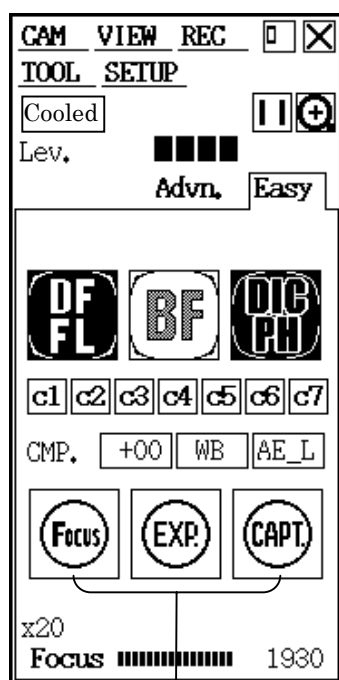 CAM VIEW REC
TOOL SETUP
Cooled
Lev.
Advn. Easy
DF FL BF DIC PH
c1 c2 c3 c4 c5 c6 c7
CMP. +00 WB AE_L
Focus EXP. CAPT.
x20
Focus 1930